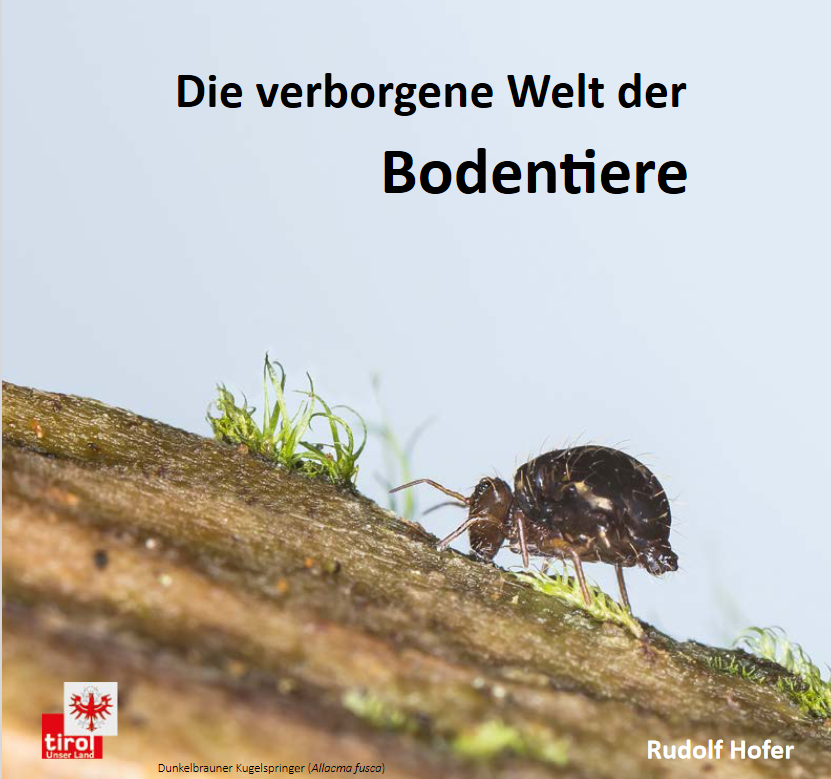 Die verborgene Welt der
Bodentiere
tirol
Unser Land
Dunkelbrauner Kugelspringer (Allacma fusca)
Rudolf Hofer